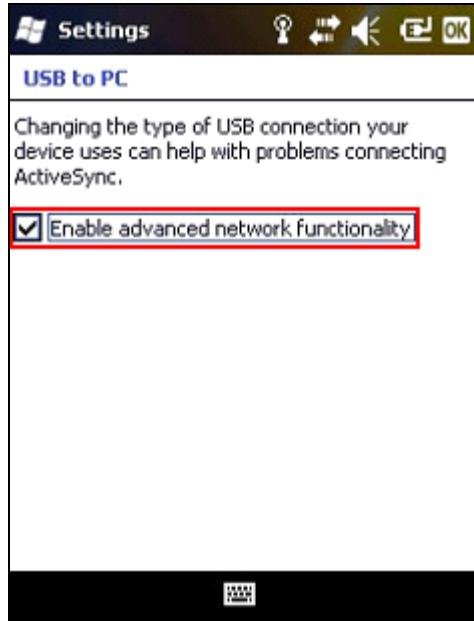 Settings
OK
USB to PC
Changing the type of USB connection your
device uses can help with problems connecting
ActiveSync.
Enable advanced network functionality